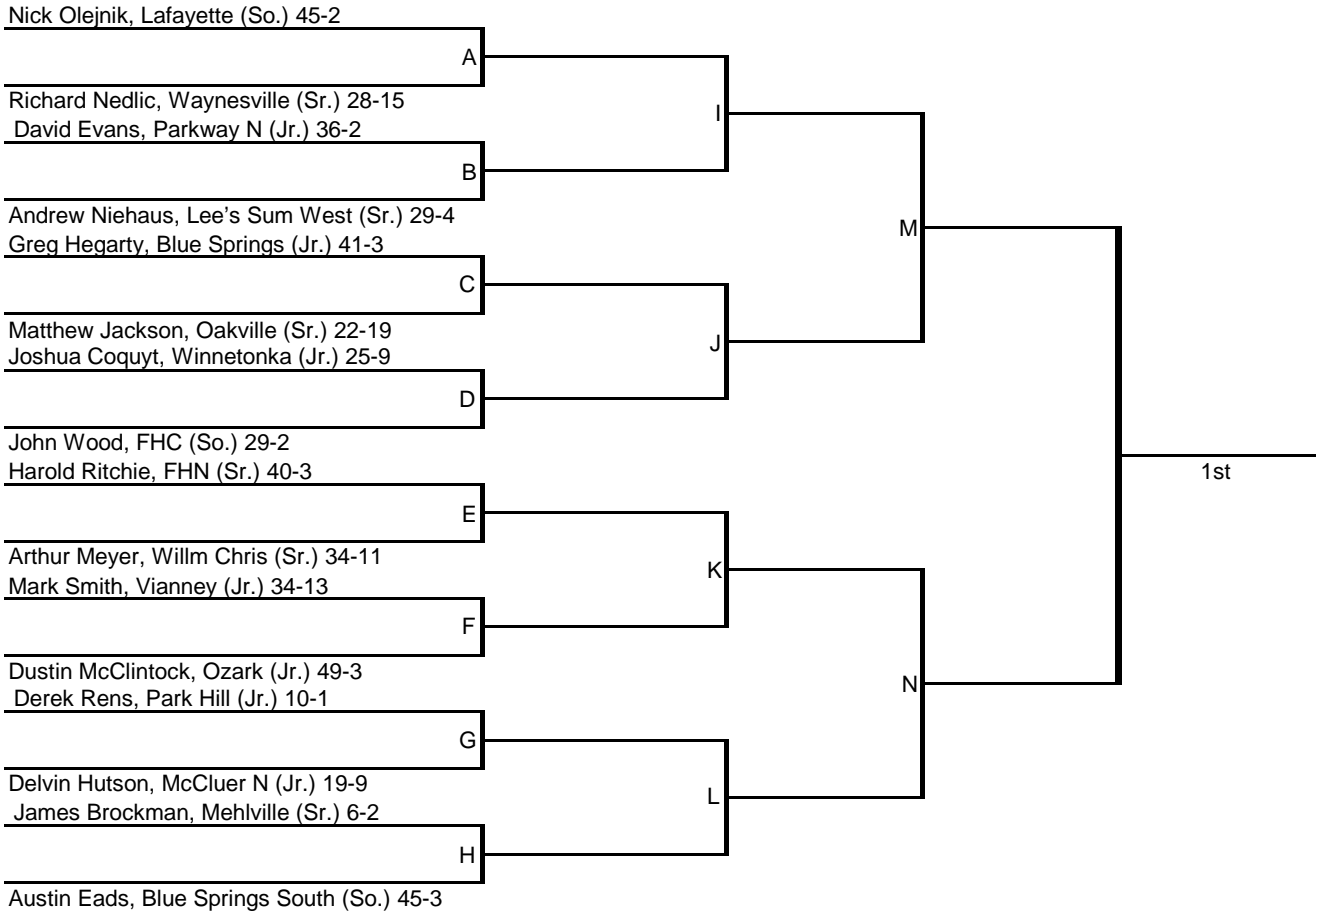 Nick Olejnik, Lafayette (So.) 45-2
A
Richard Nedlic, Waynesville (Sr.) 28-15
I
David Evans, Parkway N (Jr.) 36-2
B
Andrew Niehaus, Lee's Sum West (Sr.) 29-4
M
Greg Hegarty, Blue Springs (Jr.) 41-3
C
Matthew Jackson, Oakville (Sr.) 22-19
J
Joshua Coquyt, Winnetonka (Jr.) 25-9
D
John Wood, FHC (So.) 29-2
Harold Ritchie, FHN (Sr.) 40-3
1st
E
Arthur Meyer, Willm Chris (Sr.) 34-11
K
Mark Smith, Vianney (Jr.) 34-13
F
Dustin McClintock, Ozark (Jr.) 49-3
N
Derek Rens, Park Hill (Jr.) 10-1
G
Delvin Hutson, McCluer N (Jr.) 19-9
L
James Brockman, Mehlville (Sr.) 6-2
H
Austin Eads, Blue Springs South (So.) 45-3